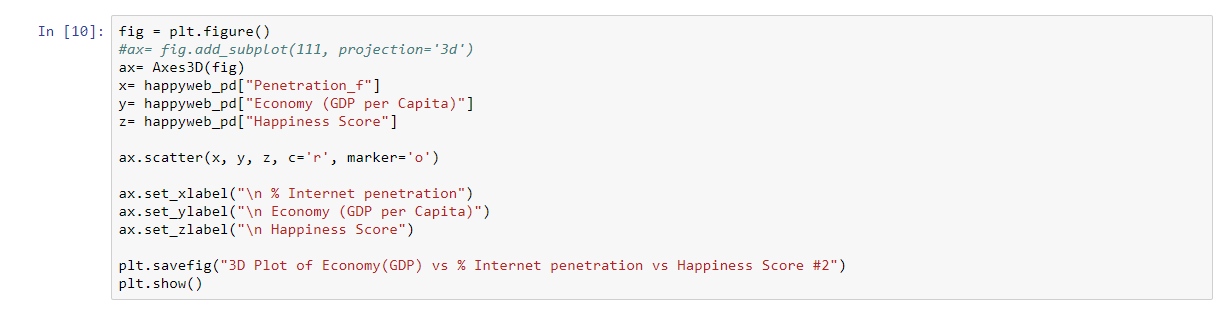 In [10]: fig = plt.figure()
#ax= fig.add_subplot(111, projection='3d')
ax= Axes3D(fig)
x= happyweb_pd["Penetration_f"]
y= happyweb_pd["Economy (GDP per Capita)"]
z= happyweb_pd["Happiness Score"]
ax.scatter(x, y, z, c='r', marker='o')
ax.set_xlabel("\n % Internet penetration")
ax.set_ylabel("\n Economy (GDP per Capita)")
ax.set_zlabel("\n Happiness Score")
plt.savefig("3D Plot of Economy(GDP) vs % Internet penetration vs Happiness Score #2")
plt.show()